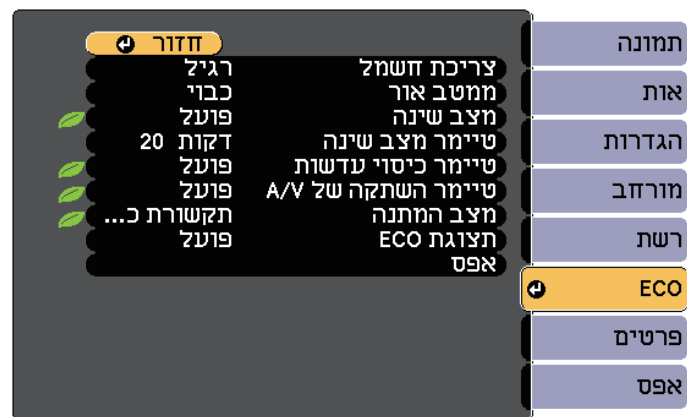 תמונה
אות
הגדרות
מורחב
רשת
ECO
פרטים
אפס
חזור
צריכת חשמל רגיל
ממטב אור כבוי
מצב שינה פועל
טיימר מצב שינה 20 דקות
טיימר כיסוי עדשות פועל
טיימר השתקה של A/V פועל
מצב המתנה תקשורת כ...
תצוגת ECO פועל
אפס